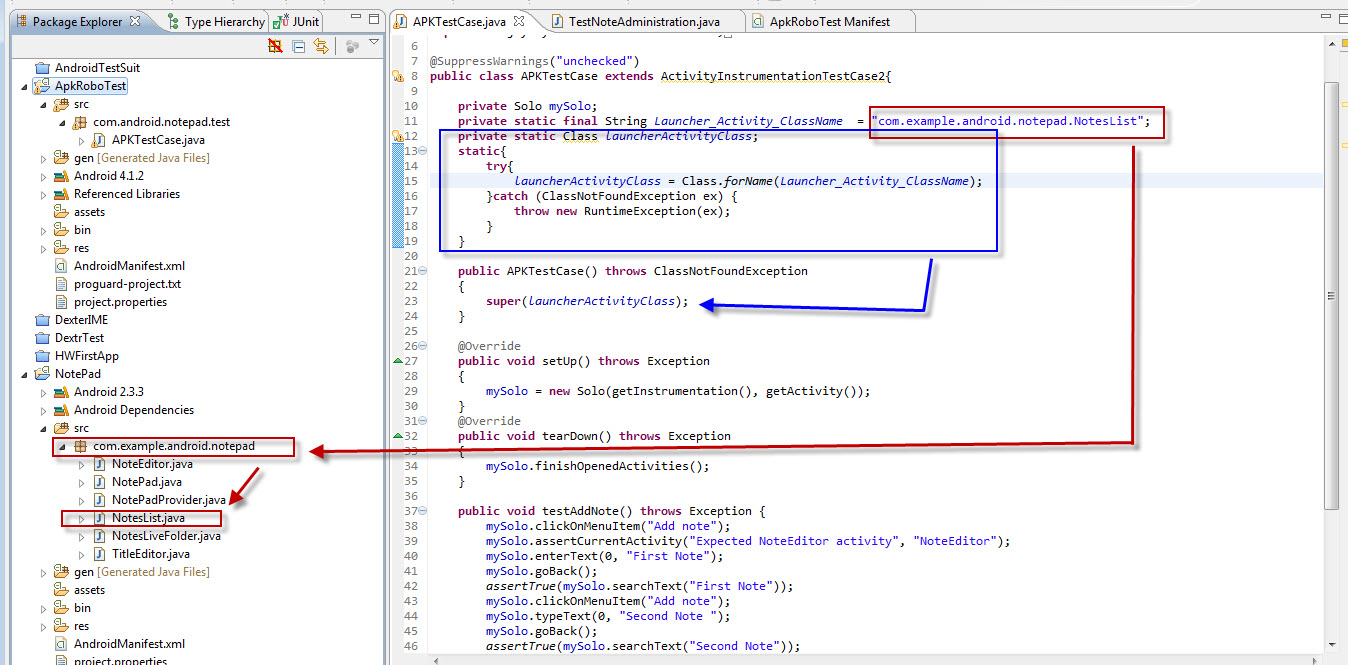 Package Explorer
Type Hierarchy
JUnit
AndroidTestSuit
ApkRoboTest
src
com.android.notepad.test
APKTestCase.java
gen [Generated Java Files]
Android 4.1.2
Referenced Libraries
assets
bin
res
AndroidManifest.xml
proguard-project.txt
project.properties
DexterIME
DextrTest
HWFirstApp
NotePad
Android 2.3.3
Android Dependencies
src
com.example.android.notepad
NoteEditor.java
NotePad.java
NotePadProvider.java
NotesList.java
NotesLiveFolder.java
TitleEditor.java
gen [Generated Java Files]
assets
bin
res
AndroidManifest.xml
project.properties
APKTestCase.java
TestNoteAdministration.java
ApkRoboTest Manifest
6
7 @SuppressWarnings("unchecked")
8 public class APKTestCase extends ActivityInstrumentationTestCase2{
9
10 private Solo mySolo;
11 private static final String Launcher_Activity_ClassName = "com.example.android.notepad.NotesList";
12 private static Class launcherActivityClass;
13 static{
14 try{
15 launcherActivityClass = Class.forName(Launcher_Activity_ClassName);
16 }catch (ClassNotFoundException ex) {
17 throw new RuntimeException(ex);
18 }
19 }
20
21 public APKTestCase() throws ClassNotFoundException
22 {
23 super(launcherActivityClass);
24 }
25
26 @Override
27 public void setUp() throws Exception
28 {
29 mySolo = new Solo(getInstrumentation(), getActivity());
30 }
31 @Override
32 public void tearDown() throws Exception
33 {
34 mySolo.finishOpenedActivities();
35 }
36
37 public void testAddNote() throws Exception {
38 mySolo.clickOnMenuItem("Add note");
39 mySolo.assertCurrentActivity("Expected NoteEditor activity", "NoteEditor");
40 mySolo.enterText(0, "First Note");
41 mySolo.goBack();
42 assertTrue(mySolo.searchText("First Note"));
43 mySolo.clickOnMenuItem("Add note");
44 mySolo.typeText(0, "Second Note ");
45 mySolo.goBack();
46 assertTrue(mySolo.searchText("Second Note"));